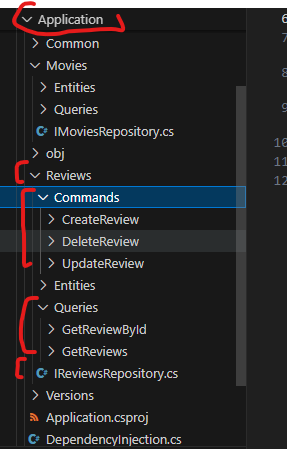 Application
Common
Movies
Entities
Queries
IMoviesRepository.cs
obj
Reviews
Commands
CreateReview
DeleteReview
UpdateReview
Entities
Queries
GetReviewById
GetReviews
IReviewsRepository.cs
Versions
Application.csproj
DependencyInjection.cs
6
7
8
9
10
11
12